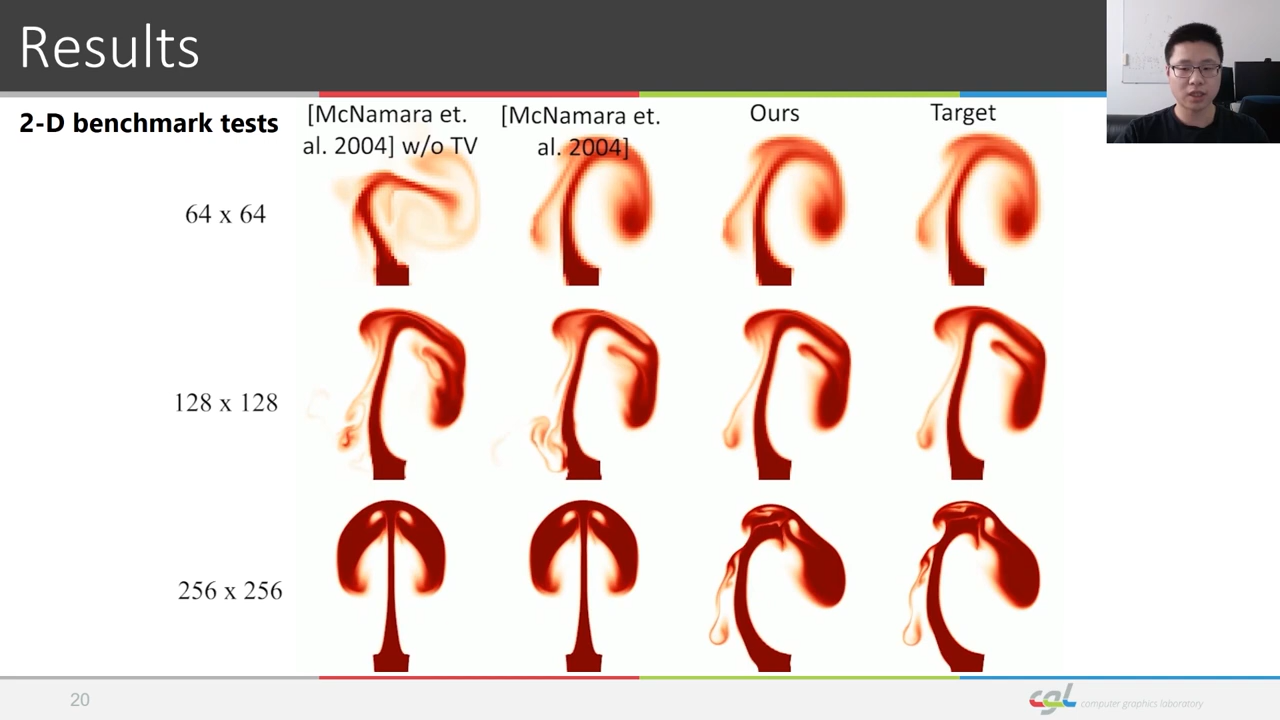 Results
2-D benchmark tests
[McNamara et.
al. 2004] w/o TV
[McNamara et.
al. 2004]
Ours
Target
64 x 64
128 x 128
256 x 256
20
cgl computer graphics laboratory